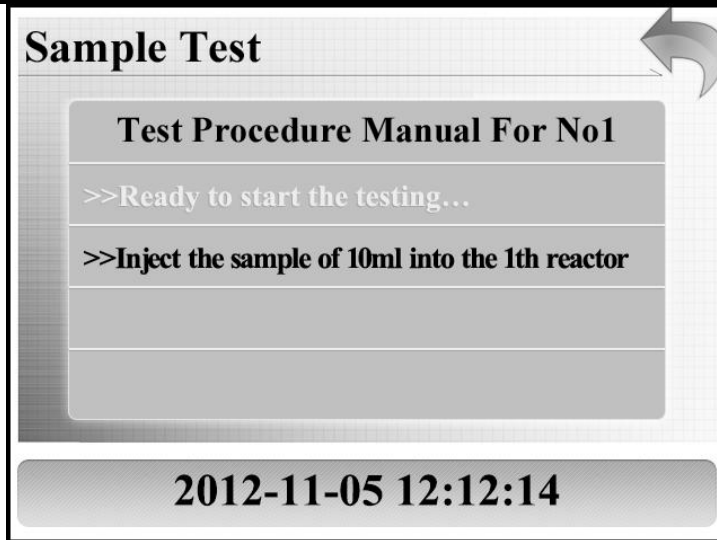 Sample Test
Test Procedure Manual For No1
>>Ready to start the testing…
>>Inject the sample of 10ml into the 1th reactor
2012-11-05 12:12:14